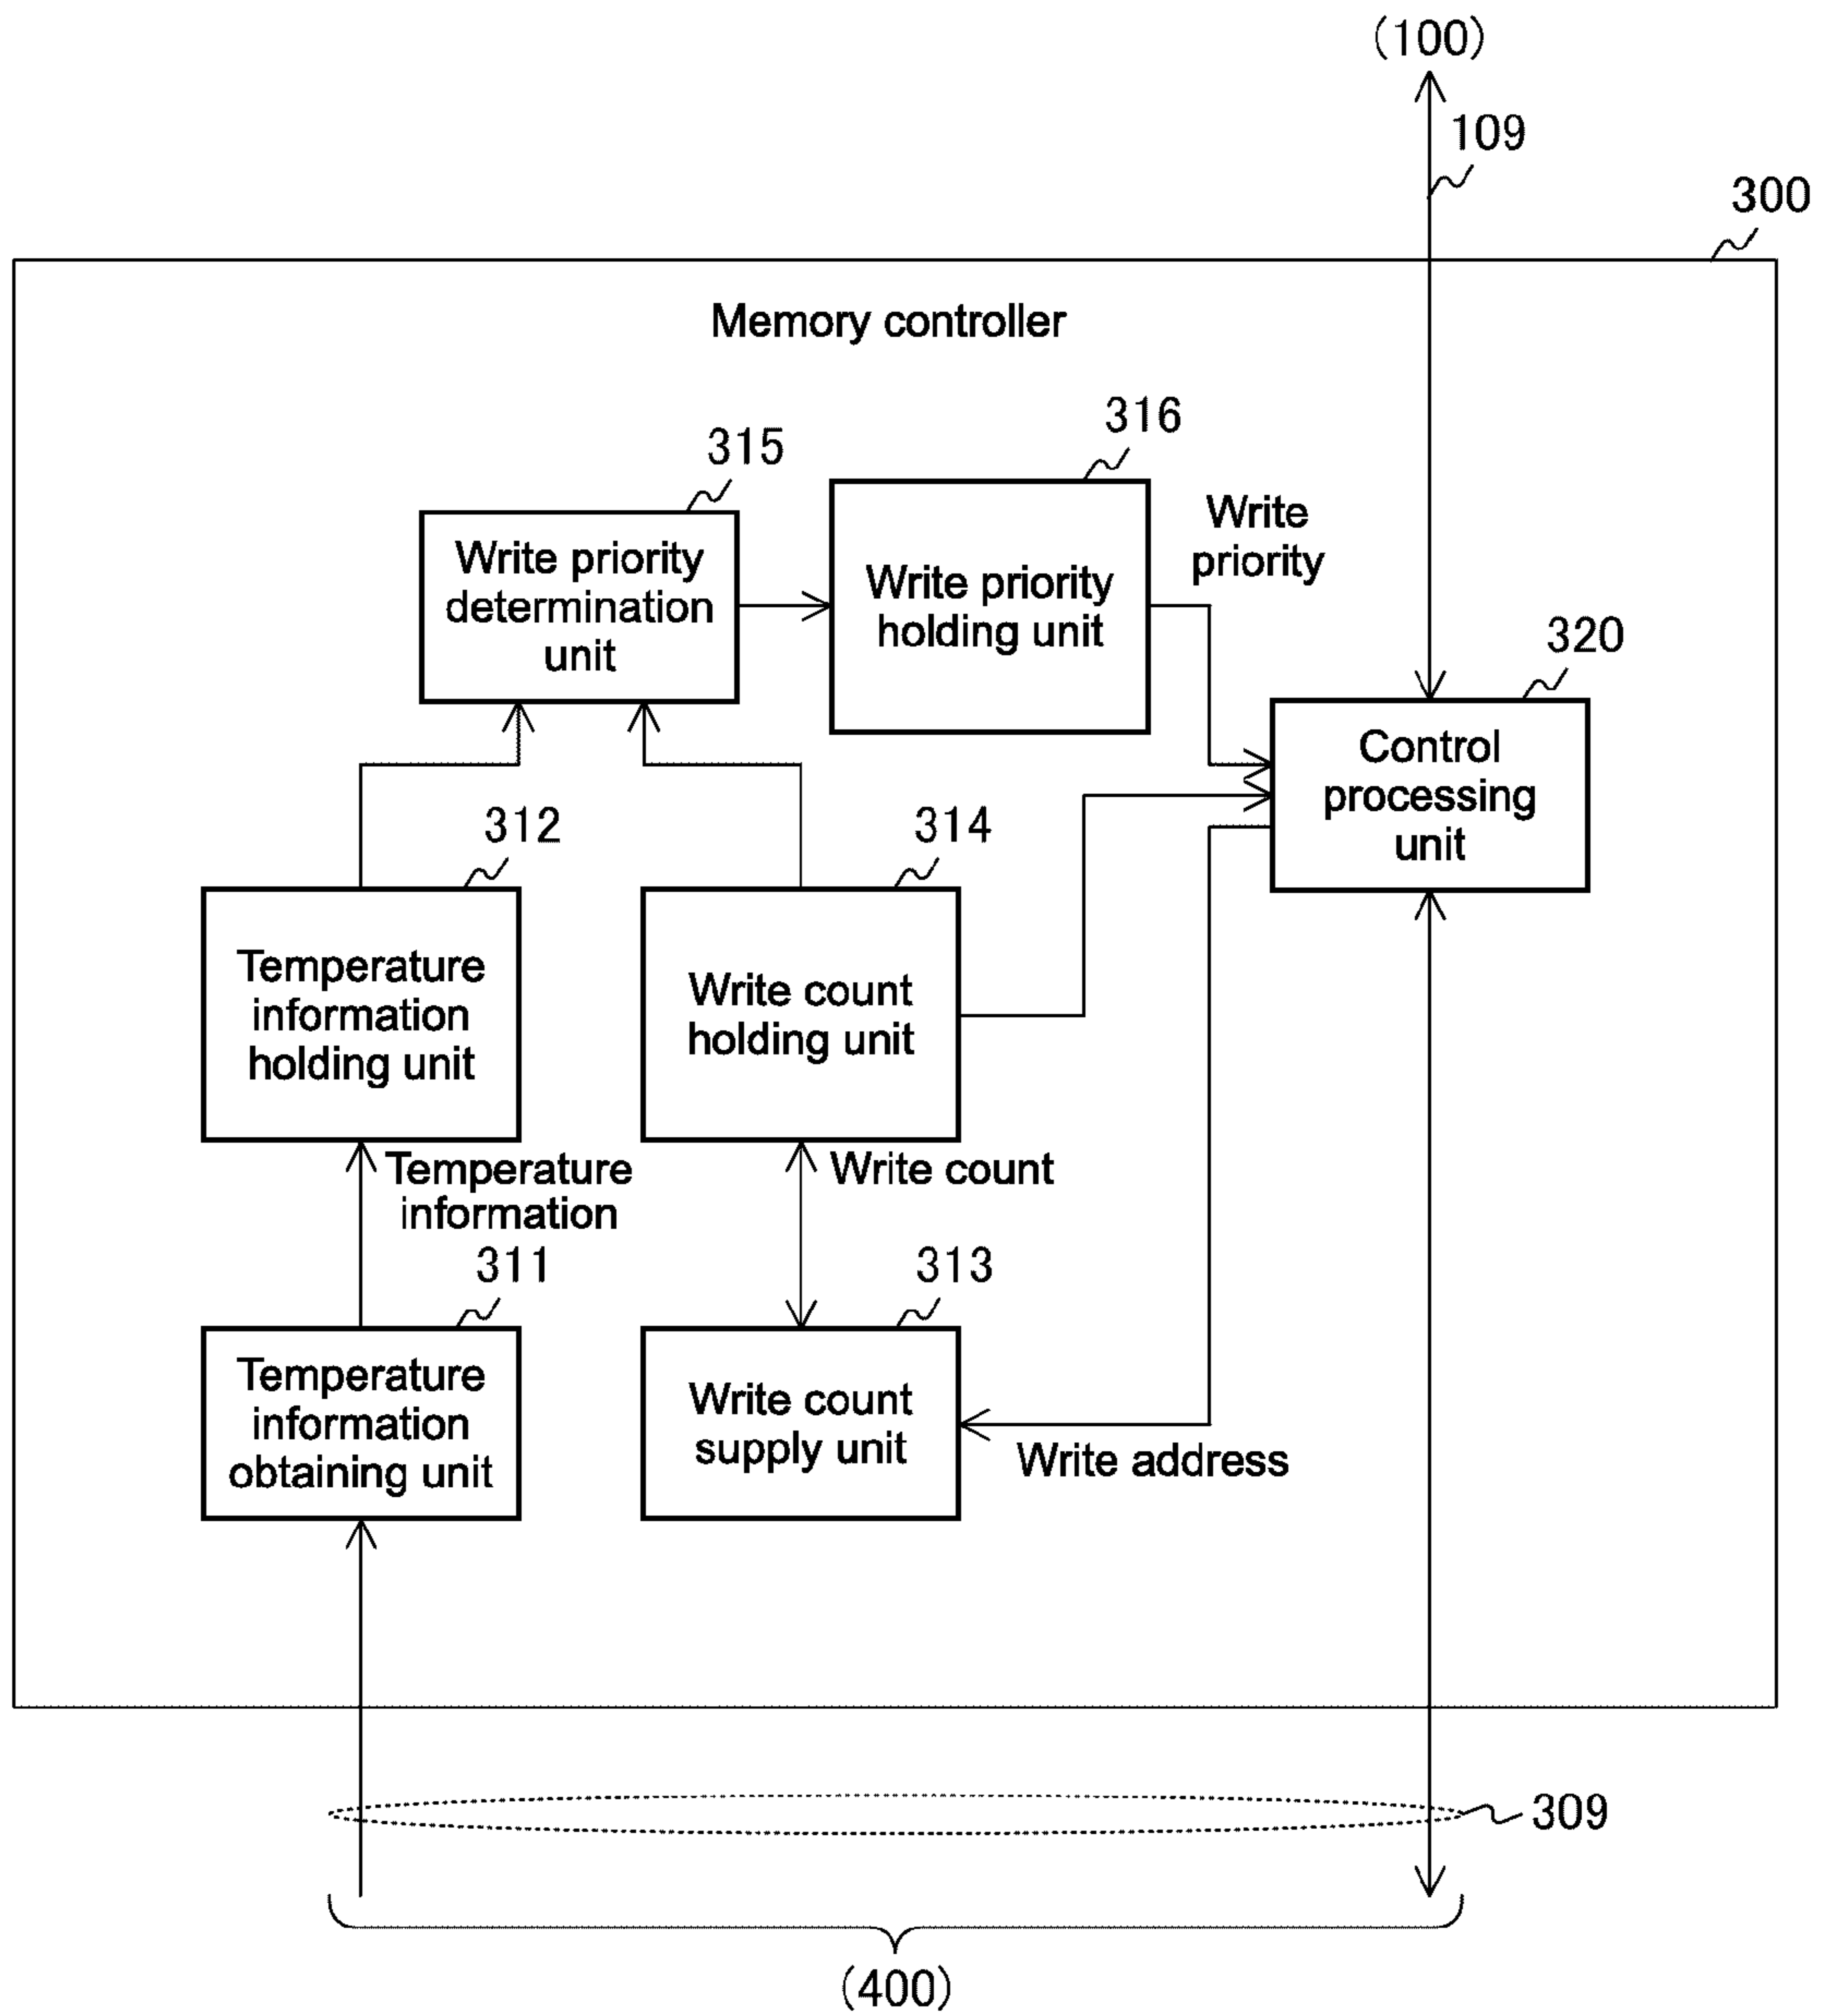 (100)
109
300
Memory controller
316
315
Write
priority
Write priority
determination
unit
Write priority
holding unit
320
Control
processing
unit
312
314
Temperature
information
holding unit
Write count
holding unit
Temperature
information
Write count
311
313
Temperature
information
obtaining unit
Write count
supply unit
Write address
309
(400)